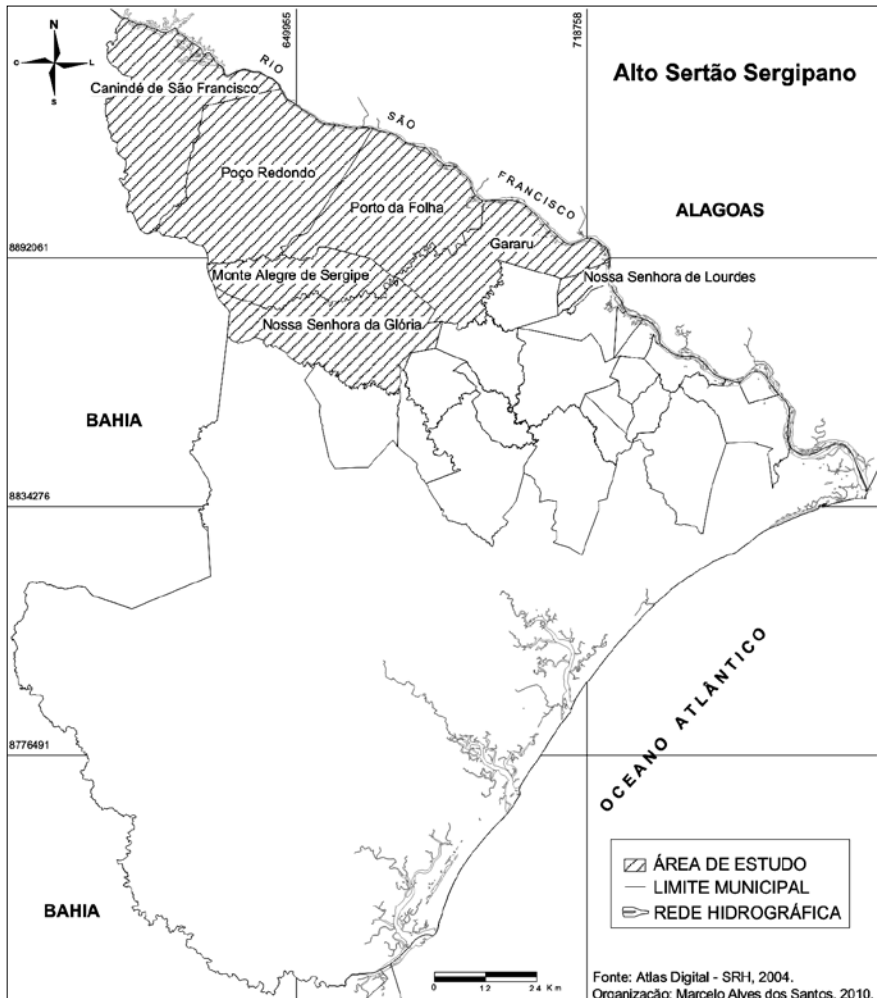 649955
718758
N
O
L
S
Alto Sertão Sergipano
RIO
SÃO
FRANCISCO
Canindé de São Francisco
Poço Redondo
Porto da Folha
ALAGOAS
Gararu
8892061
Monte Alegre de Sergipe
Nossa Senhora de Lourdes
Nossa Senhora da Glória
BAHIA
8834276
OCEANO ATLÂNTICO
8776491
ÁREA DE ESTUDO
LIMITE MUNICIPAL
REDE HIDROGRÁFICA
BAHIA
0 12 24 Km
Fonte: Atlas Digital - SRH, 2004.
Organização: Marcelo Alves dos Santos, 2010.